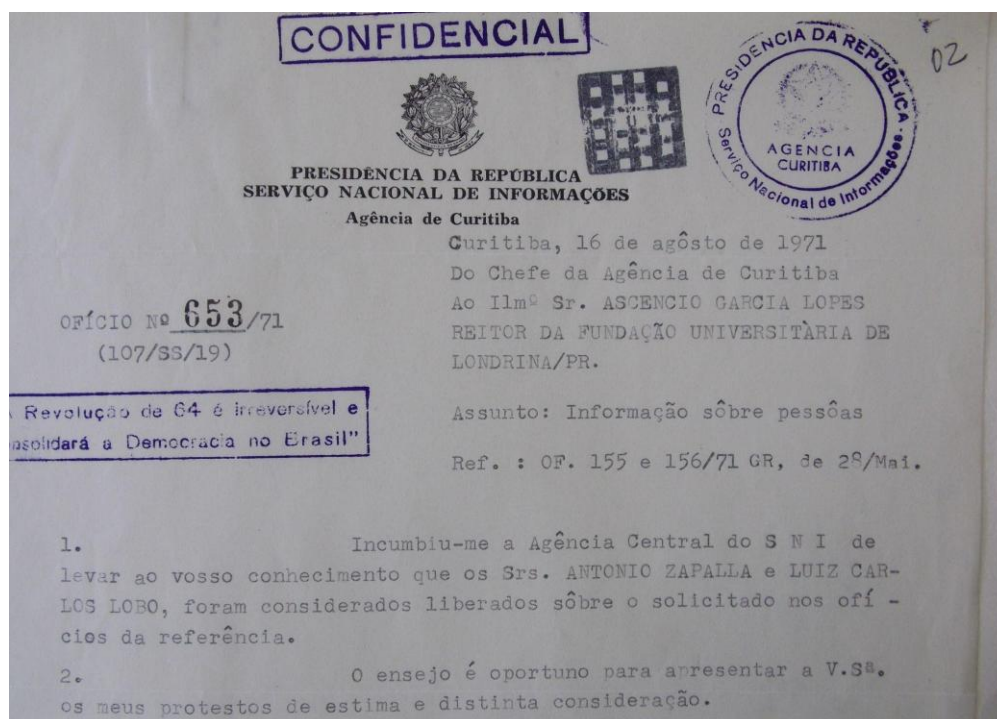 CONFIDENCIAL
02
PRESIDENCIA DA REPÚBLICA
Serviço Nacional de Informações
AGENCIA
CURITIBA
PRESIDÊNCIA DA REPÚBLICA
SERVIÇO NACIONAL DE INFORMAÇÕES
Agência de Curitiba
Curitiba, 16 de agôsto de 1971
Do Chefe da Agência de Curitiba
Ao Ilmº Sr. ASCENCIO GARCIA LOPES
REITOR DA FUNDAÇÃO UNIVERSITÀRIA DE
LONDRINA/PR.
OFÍCIO Nº 653/71
(107/SS/19)
Revolução de 64 é irreversível e
nsolidará a Democracia no Brasil"
Assunto: Informação sôbre pessôas
Ref. : OF. 155 e 156/71 GR, de 28/Mai.
1. Incumbiu-me a Agência Central do S N I de
levar ao vosso conhecimento que os Srs. ANTONIO ZAPALLA e LUIZ CAR-
LOS LOBO, foram considerados liberados sôbre o solicitado nos ofí -
cios da referência.
2. O ensejo é oportuno para apresentar a V.Sª.
os meus protestos de estima e distinta consideração.